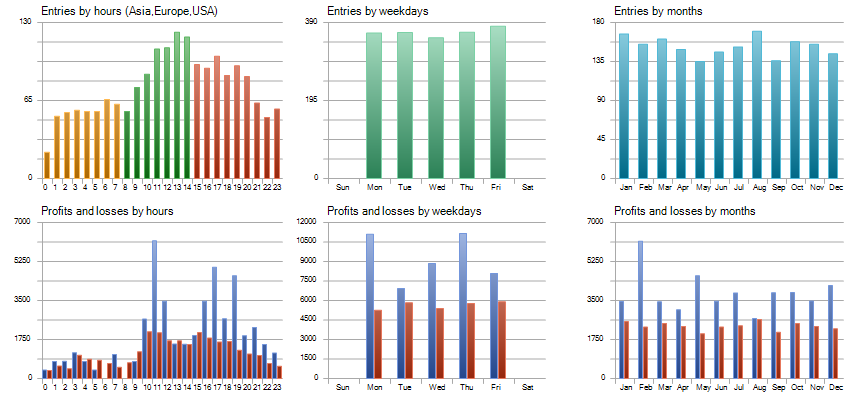 Entries by hours (Asia,Europe,USA)
130
65
0
0 1 2 3 4 5 6 7 8 9 10 11 12 13 14 15 16 17 18 19 20 21 22 23
Entries by weekdays
390
195
0
Sun Mon Tue Wed Thu Fri Sat
Entries by months
180
135
90
45
0
Jan Feb Mar Apr May Jun Jul Aug Sep Oct Nov Dec
Profits and losses by hours
7000
5250
3500
1750
0
0 1 2 3 4 5 6 7 8 9 10 11 12 13 14 15 16 17 18 19 20 21 22 23
Profits and losses by weekdays
12000
10500
9000
7500
6000
4500
3000
1500
0
Sun Mon Tue Wed Thu Fri Sat
Profits and losses by months
7000
5250
3500
1750
0
Jan Feb Mar Apr May Jun Jul Aug Sep Oct Nov Dec